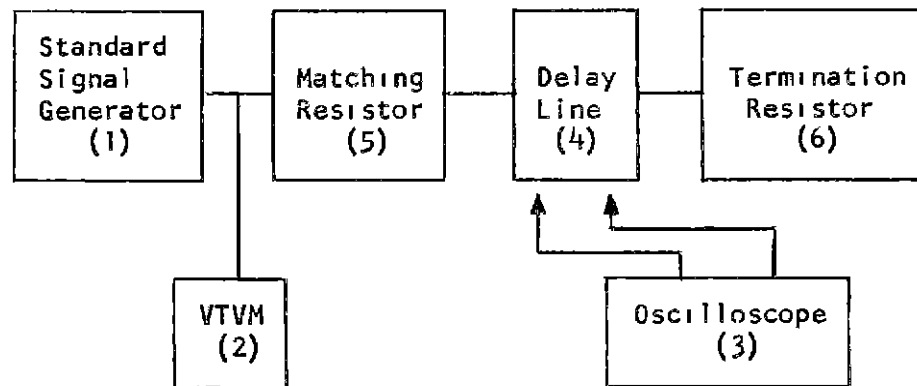 Standard
Signal
Generator
(1)
Matching
Resistor
(5)
Delay
Line
(4)
Termination
Resistor
(6)
VTVM
(2)
Oscilloscope
(3)